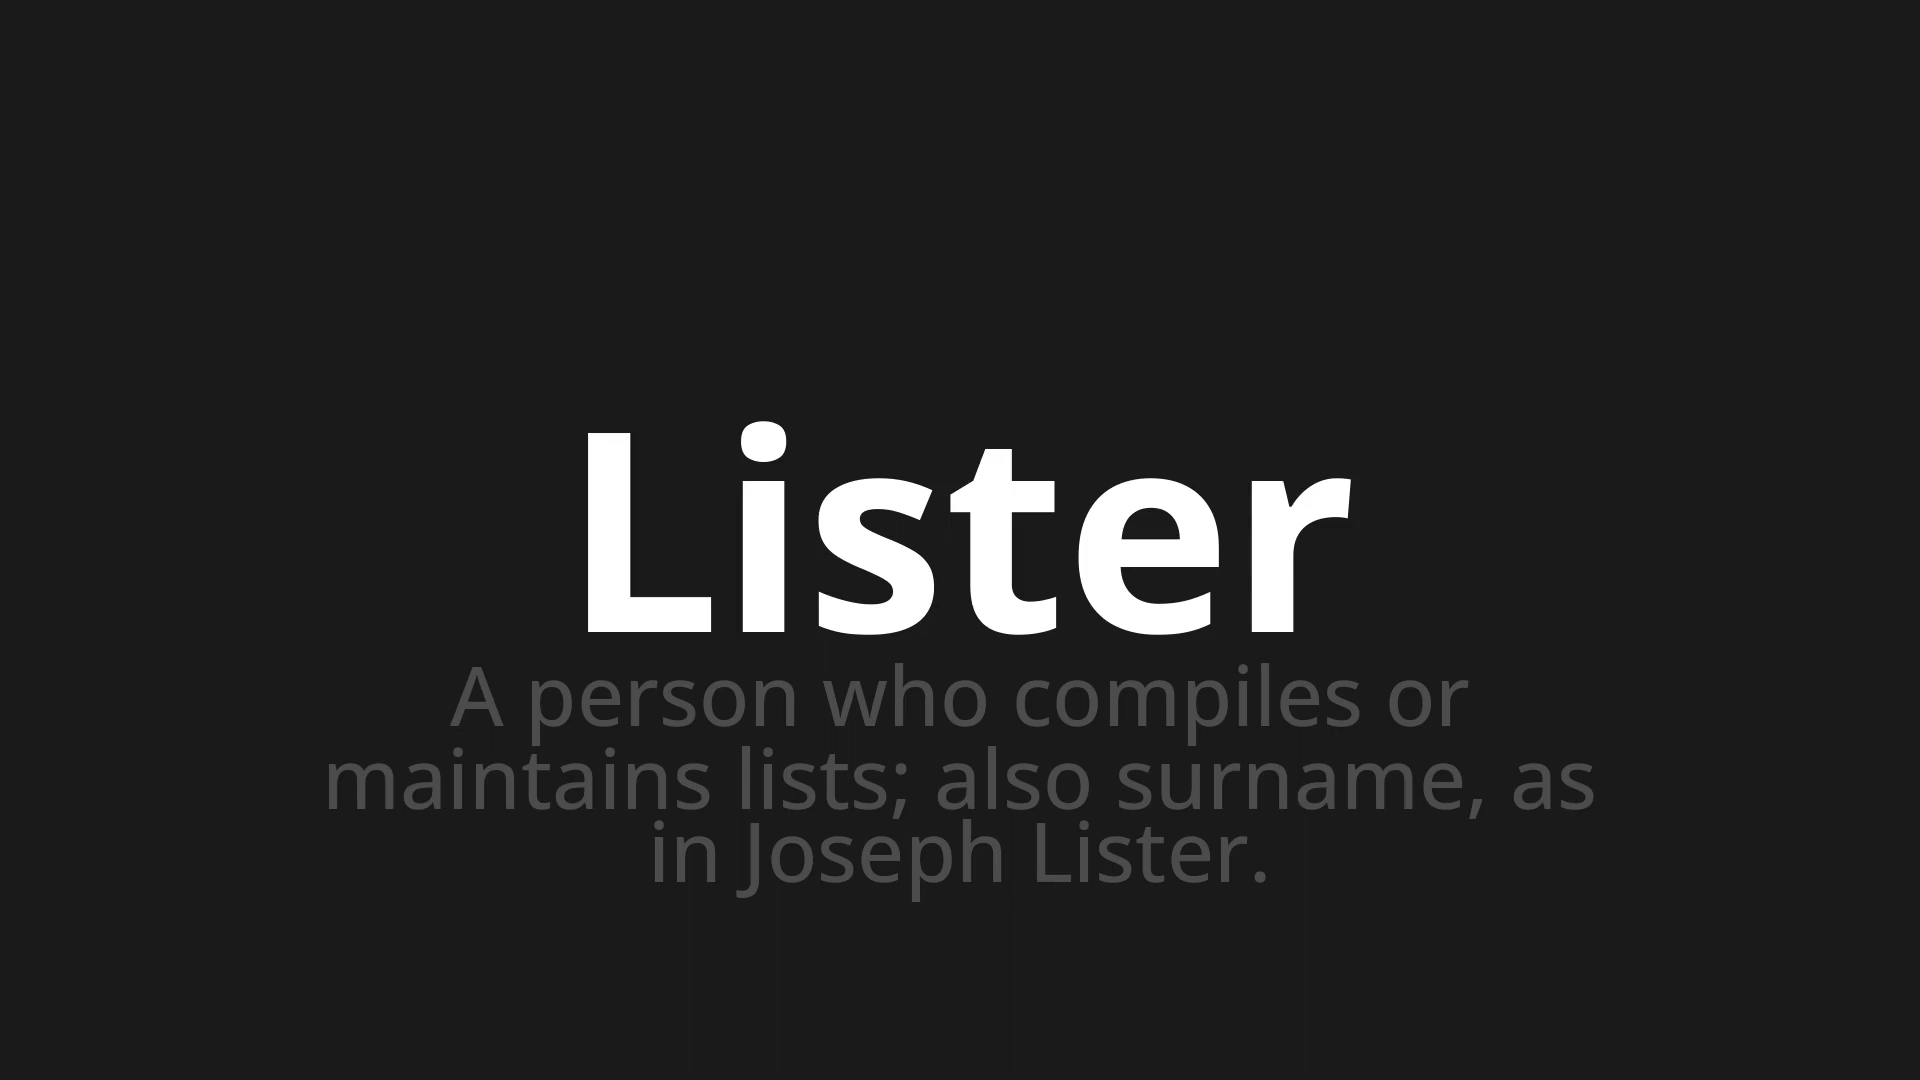 Lister
A person who compiles or
maintains lists; also surname, as
in Joseph Lister.